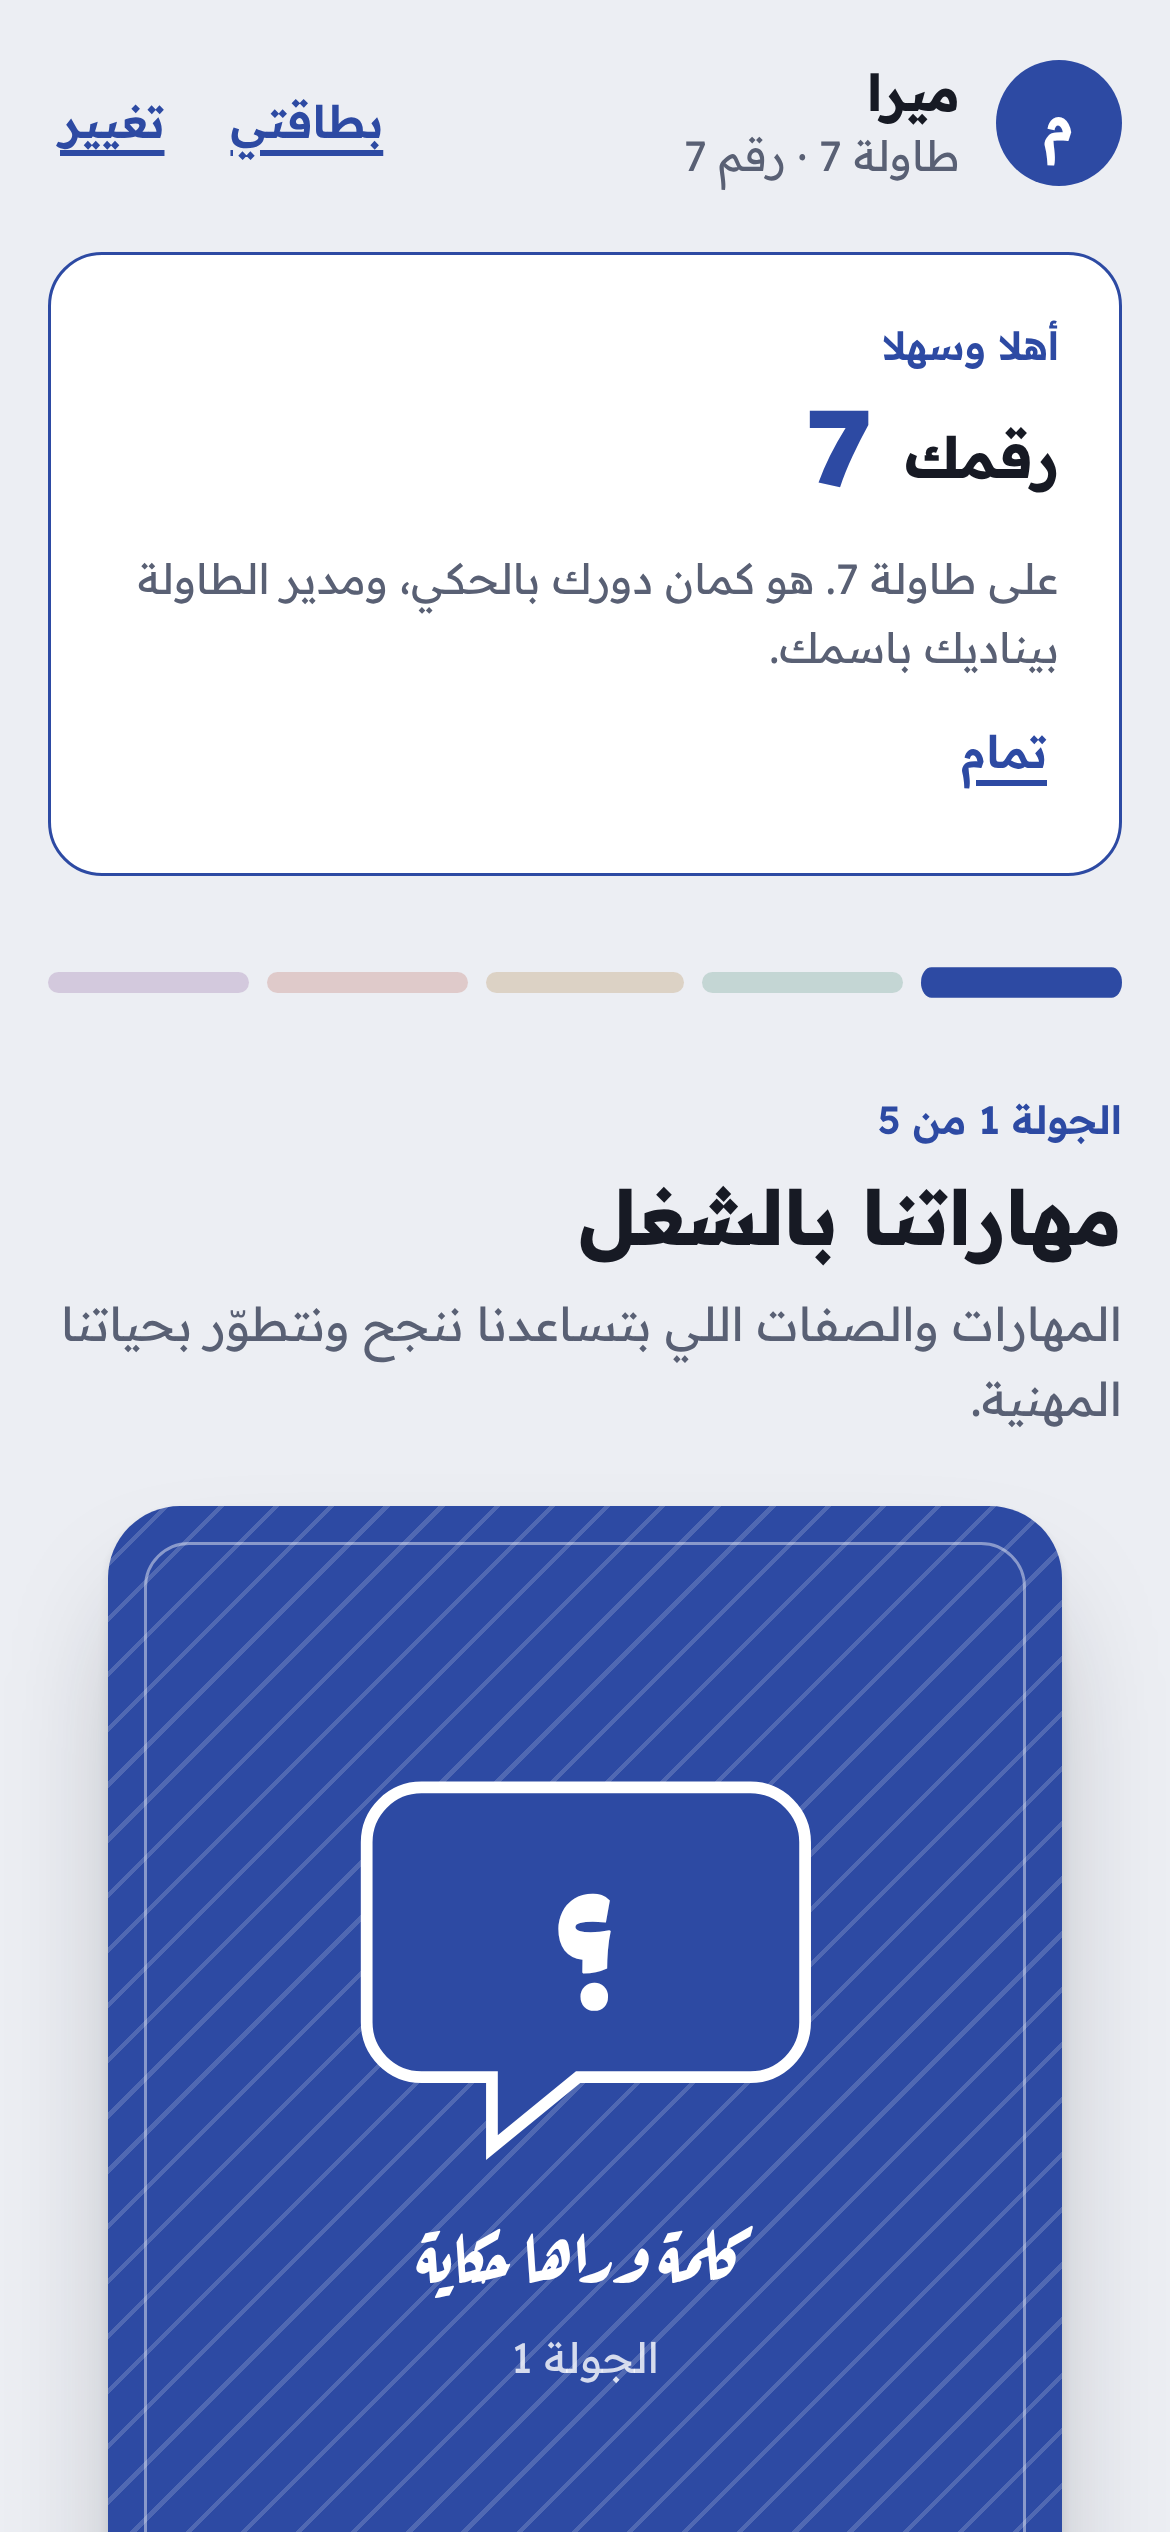 م
ميرا
طاولة 7 · رقم 7
بطاقتي
تغيير
أهلا وسهلا
رقمك 7
على طاولة 7. هو كمان دورك بالحكي، ومدير الطاولة
بيناديك باسمك.
تمام
الجولة 1 من 5
مهاراتنا بالشغل
المهارات والصفات اللي بتساعدنا ننجح ونتطوّر بحياتنا
المهنية.
؟
كلمة وراها حكاية
الجولة 1